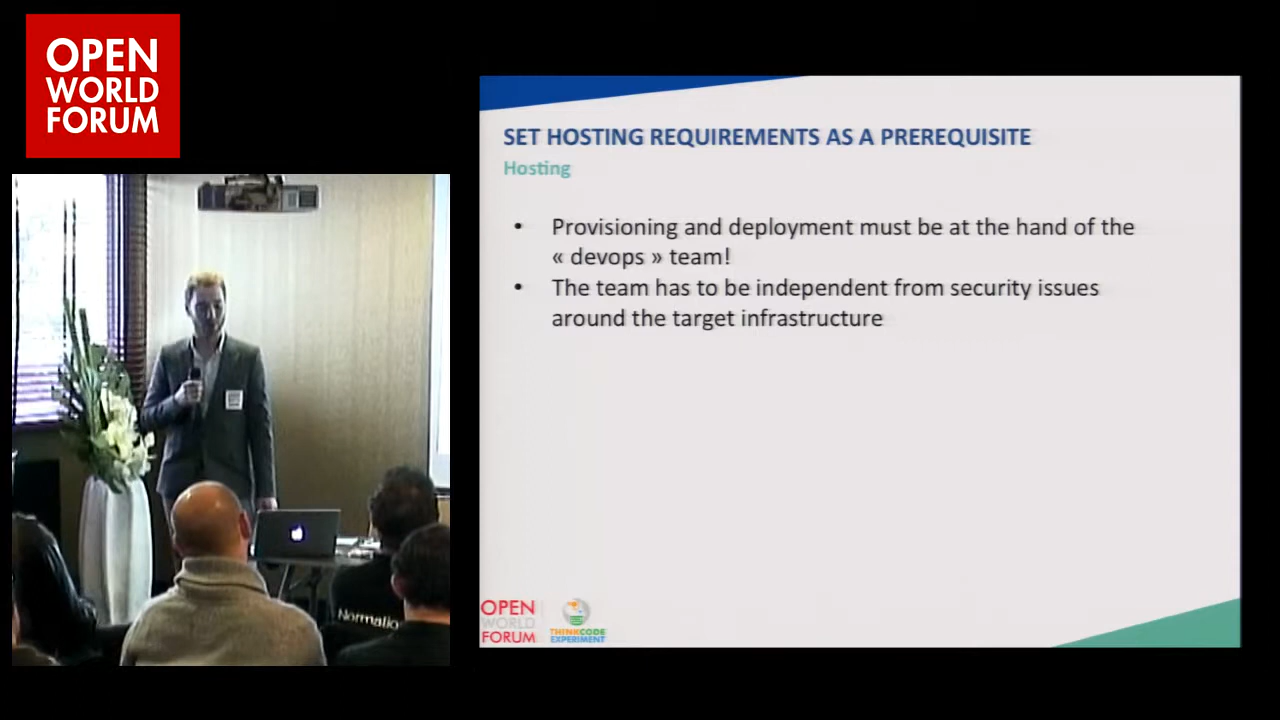 OPEN
WORLD
FORUM
SET HOSTING REQUIREMENTS AS A PREREQUISITE
Hosting
• Provisioning and deployment must be at the hand of the
« devops » team!
• The team has to be independent from security issues
around the target infrastructure
Normatio
OPEN
WORLD
FORUM
THINKCODE
EXPERIMENT